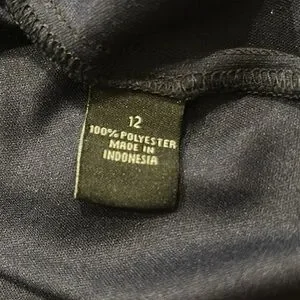 12
100% POLYESTER
MADE IN
INDONESIA